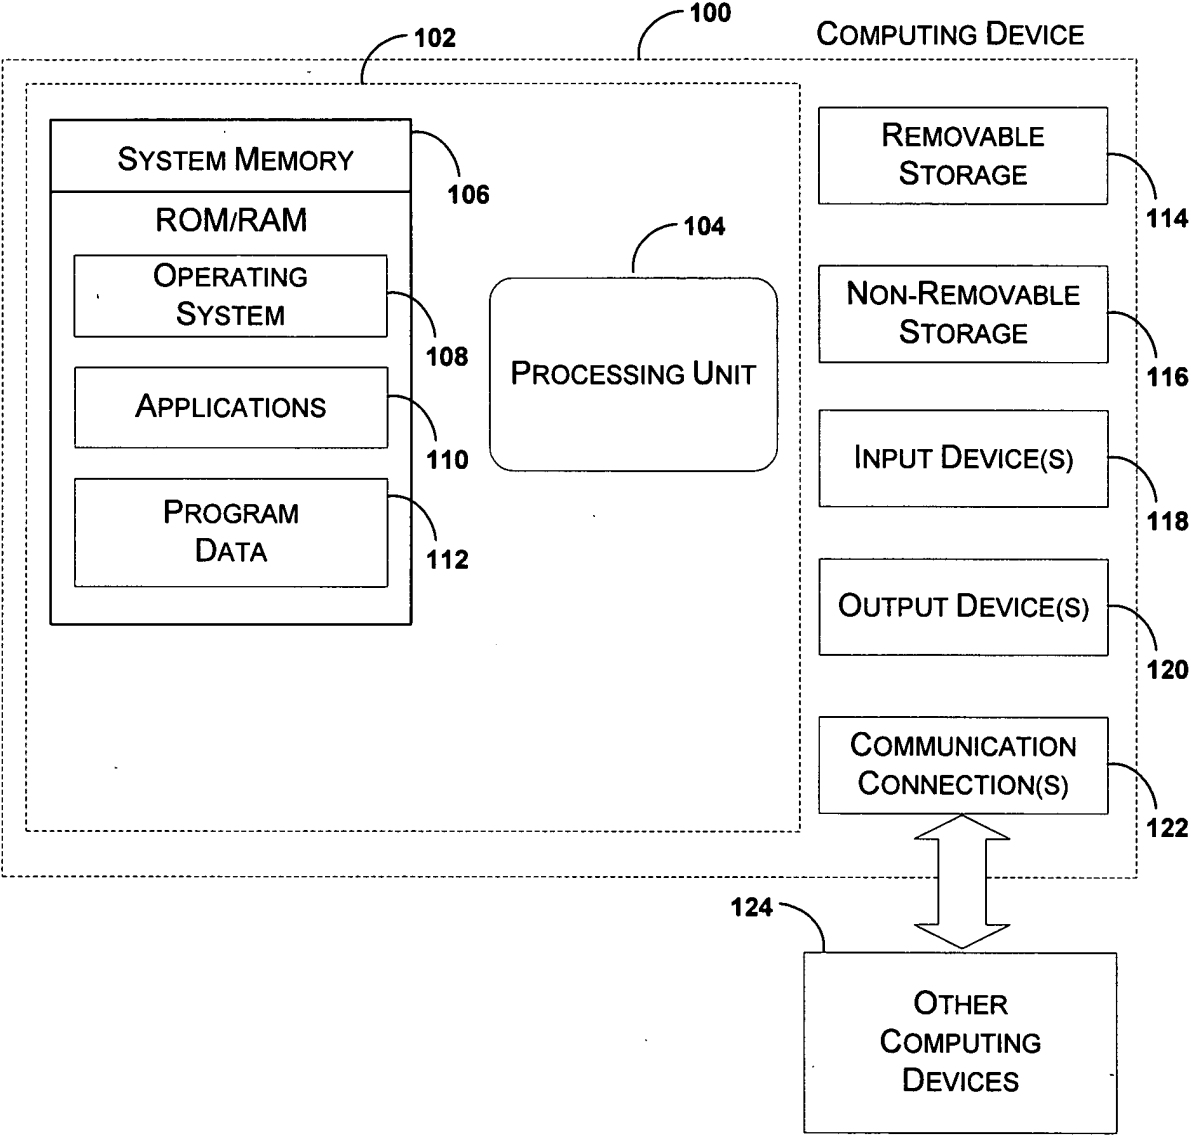 100
COMPUTING DEVICE
102
SYSTEM MEMORY
106
ROM/RAM
OPERATING
SYSTEM
108
APPLICATIONS
110
PROGRAM
DATA
112
104
PROCESSING UNIT
REMOVABLE
STORAGE
114
NON-REMOVABLE
STORAGE
116
INPUT DEVICE(S)
118
OUTPUT DEVICE(S)
120
COMMUNICATION
CONNECTION(S)
122
124
OTHER
COMPUTING
DEVICES